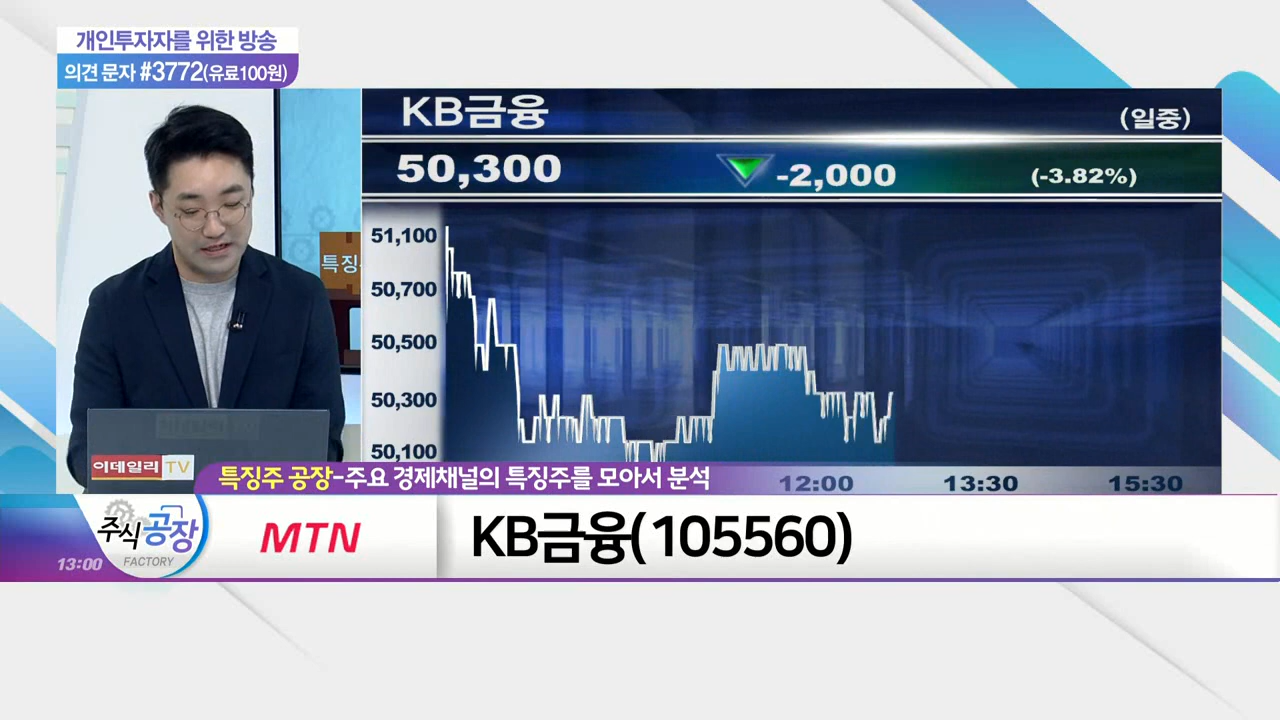 개인투자자를 위한 방송
의견 문자 #3772(유료100원)
KB금융
(일중)
50,300
-2,000
(-3.82%)
특징
51,100
50,700
50,500
50,300
50,100
12:00
13:30
15:30
이데일리 TV
특징주 공장-주요 경제채널의 특징주를 모아서 분석
주식공장
FACTORY
13:00
MTN
KB금융(105560)